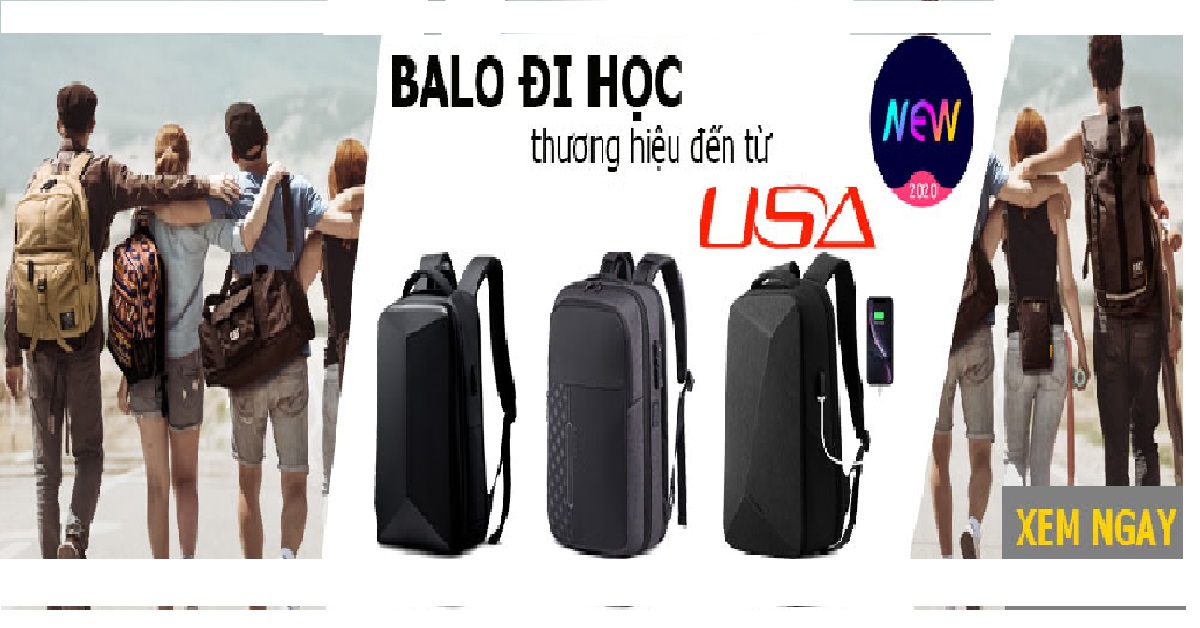 BALO ĐI HỌC
thương hiệu đến từ
USA
NEW
2020
XEM NGAY